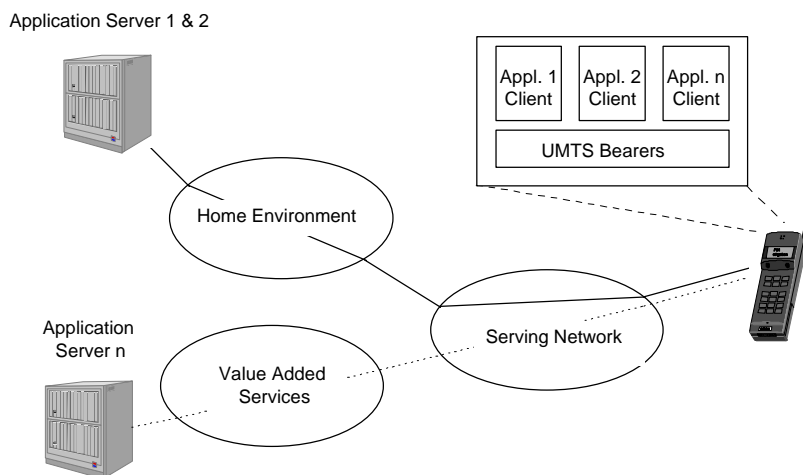 Application Server 1 & 2
Appl. 1
Client
Appl. 2
Client
Appl. n
Client
UMTS Bearers
Home Environment
Serving Network
Application
Server n
Value Added
Services